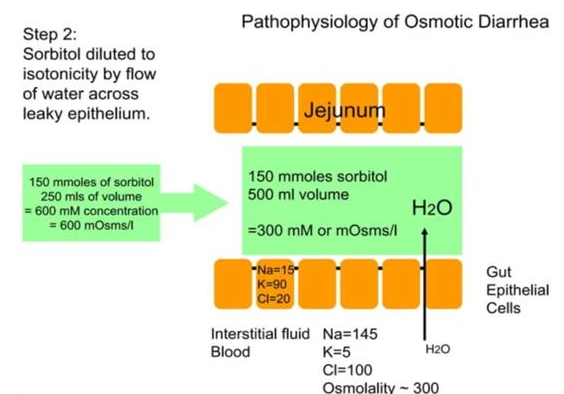 Pathophysiology of Osmotic Diarrhea
Step 2:
Sorbitol diluted to
isotonicity by flow
of water across
leaky epithelium.
Jejunum
150 mmoles of sorbitol
250 mls of volume
= 600 mM concentration
= 600 mOsms/l
150 mmoles sorbitol
500 ml volume
=300 mM or mOsms/l
H2O
Na=15
K=90
Cl=20
Gut
Epithelial
Cells
Interstitial fluid
Blood
Na=145
K=5
Cl=100
Osmolality ~ 300
H2O